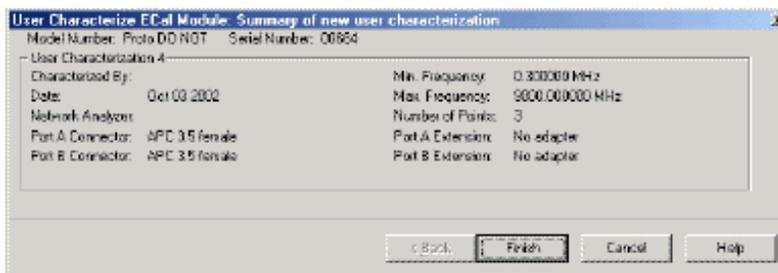 User Characterize ECal Module: Summary of new user characterization
Model Number: Proto DO NOT Serial Number: 00664
User Characterization 4
Characterized By:
Min. Frequency: 0.300000 MHz
Date: Oct 03 2002
Max. Frequency: 9000.000000 MHz
Network Analyzer:
Number of Points: 3
Port A Connector: APC 3.5 female
Port A Extension: No adapter
Port B Connector: APC 3.5 female
Port B Extension: No adapter
< Back
Finish
Cancel
Help